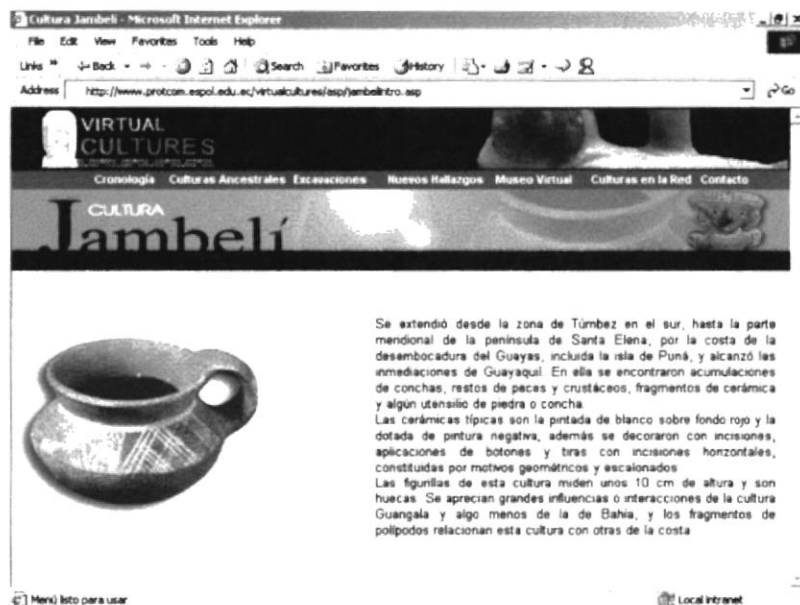 Cultura Jambelí - Microsoft Internet Explorer
File Edit View Favorites Tools Help
Links » Back Search Favorites History
Address http://www.protcom.espol.edu.ec/virtualcultures/asp/jambelintro.asp Go
VIRTUAL
CULTURES
Cronología Culturas Ancestrales Excavaciones Nuevos Hallazgos Museo Virtual Culturas en la Red Contacto
CULTURA
Jambelí
Se extendió desde la zona de Túmbez en el sur, hasta la parte
meridional de la península de Santa Elena, por la costa de la
desembocadura del Guayas, incluida la isla de Puná, y alcanzó las
inmediaciones de Guayaquil. En ella se encontraron acumulaciones
de conchas, restos de peces y crustáceos, fragmentos de cerámica
y algún utensilio de piedra o concha.
Las cerámicas típicas son la pintada de blanco sobre fondo rojo y la
dotada de pintura negativa, además se decoraron con incisiones,
aplicaciones de botones y tiras con incisiones horizontales,
constituidas por motivos geométricos y escalonados
Las figurillas de esta cultura miden unos 10 cm de altura y son
huecas. Se aprecian grandes influencias o interacciones de la cultura
Guangala y algo menos de la de Bahía, y los fragmentos de
polípodos relacionan esta cultura con otras de la costa
Menú listo para usar Local intranet